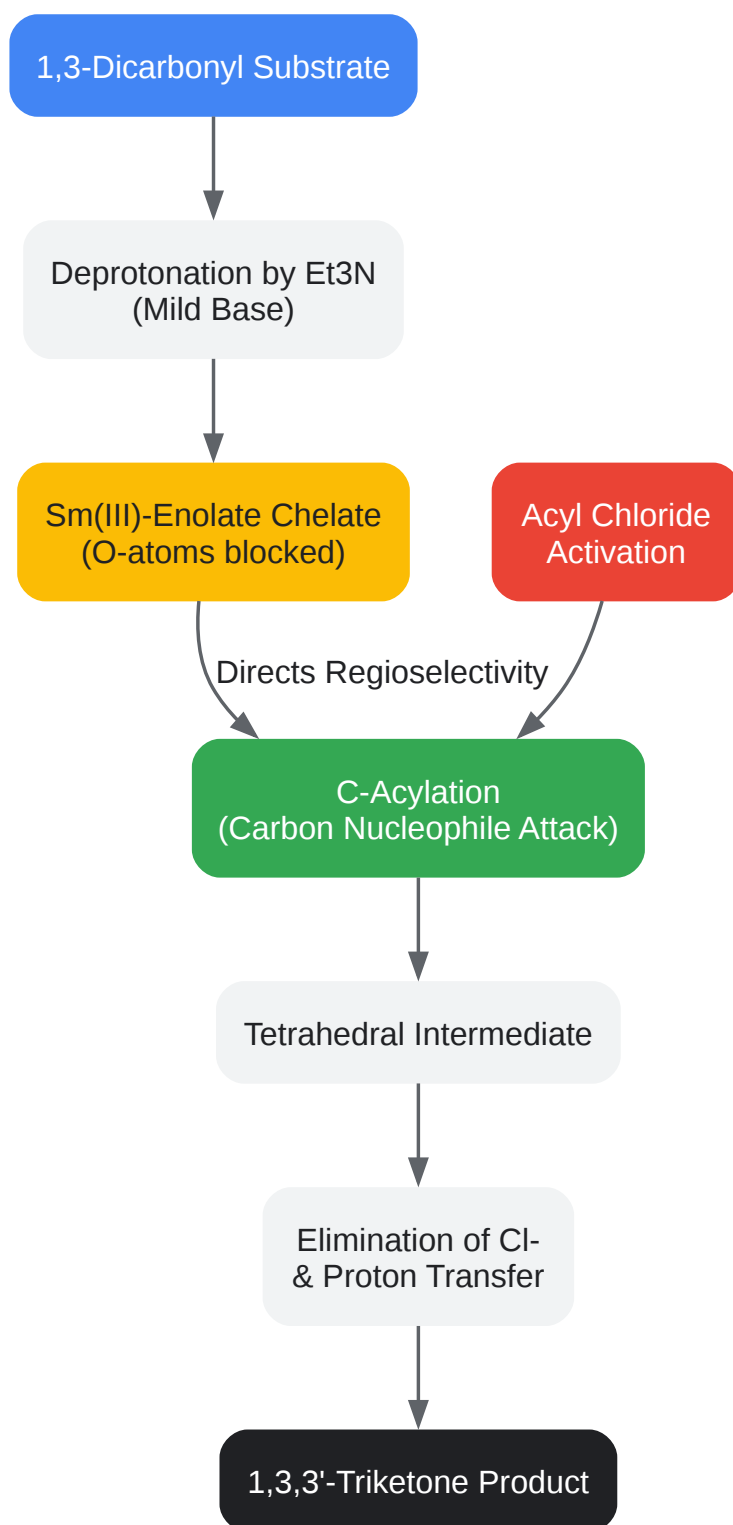 1,3-Dicarbonyl Substrate
Deprotonation by Et3N
(Mild Base)
Sm(III)-Enolate Chelate
(O-atoms blocked)
Acyl Chloride
Activation
Directs Regioselectivity
C-Acylation
(Carbon Nucleophile Attack)
Tetrahedral Intermediate
Elimination of Cl-
& Proton Transfer
1,3,3'-Triketone Product